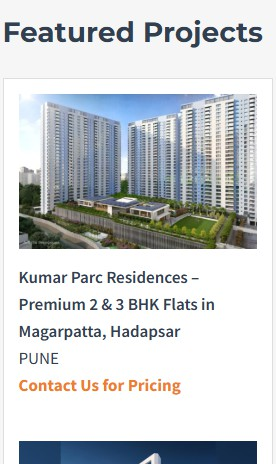 Featured Projects
Kumar Parc Residences –
Premium 2 & 3 BHK Flats in
Magarpatta, Hadapsar
PUNE
Contact Us for Pricing